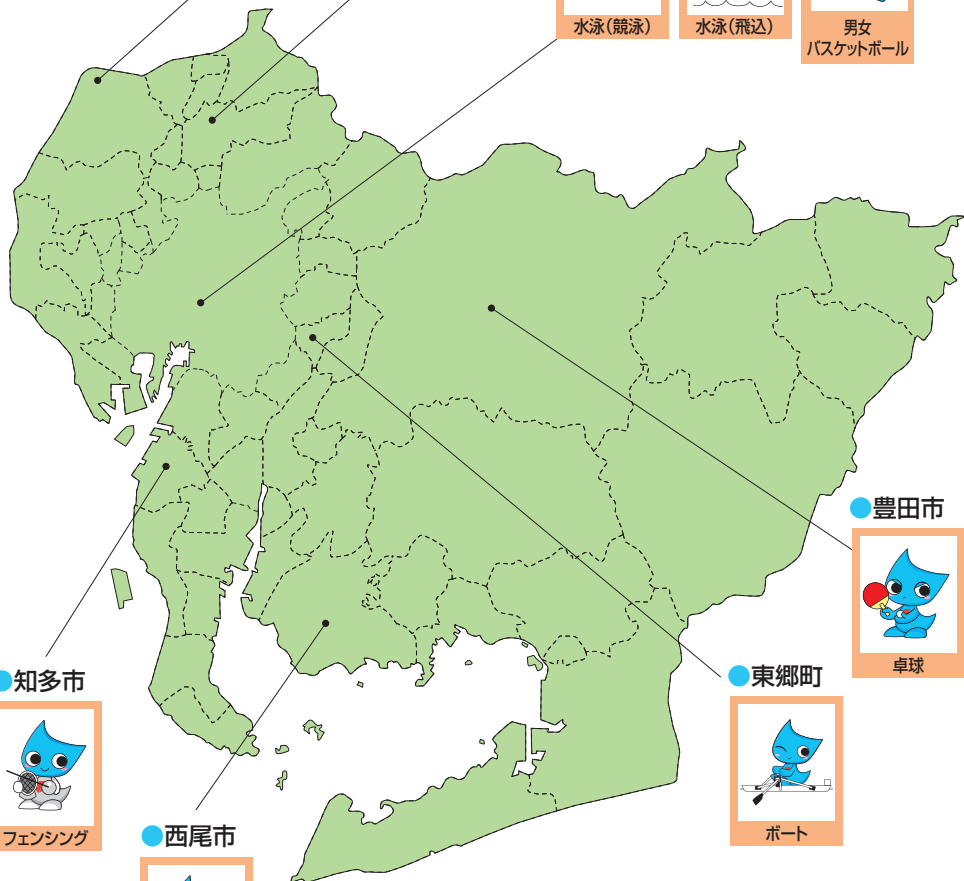 水泳(競泳)
水泳(飛込)
男女
バスケットボール
●豊田市
卓球
●東郷町
ボート
●知多市
フェンシング
●西尾市